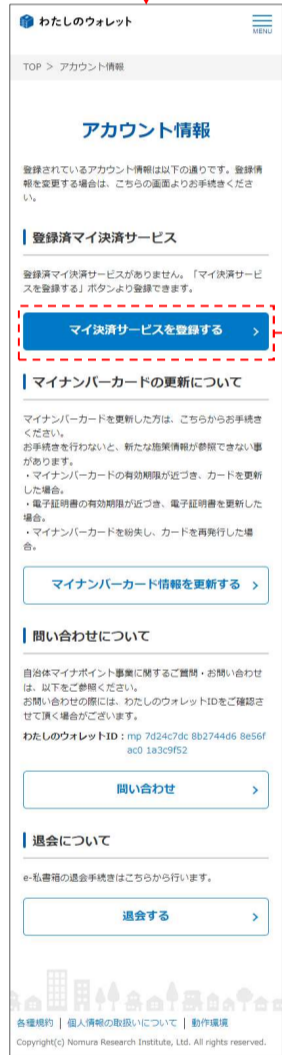 わたしのウォレット
MENU
TOP > アカウント情報
アカウント情報
登録されているアカウント情報は以下の通りです。登録情
報を変更する場合は、こちらの画面よりお手続きくださ
い。
登録済マイ決済サービス
登録済マイ決済サービスがありません。「マイ決済サービ
スを登録する」ボタンより登録できます。
マイ決済サービスを登録する
マイナンバーカードの更新について
マイナンバーカードを更新した方は、こちらからお手続き
ください。
お手続きを行わないと、新たな施策情報が参照できない事
があります。
・マイナンバーカードの有効期限が近づき、カードを更新
した場合。
・電子証明書の有効期限が近づき、電子証明書を更新した
場合。
・マイナンバーカードを紛失し、カードを再発行した場
合。
マイナンバーカード情報を更新する
問い合わせについて
自治体マイナポイント事業に関するご質問・お問い合わせ
は、以下をご参照ください。
お問い合わせの際には、わたしのウォレットIDをご確認さ
せて頂く場合がございます。
わたしのウォレットID:mp 7d24c7dc 8b2744d6 8e56f
ac0 1a3c9f52
問い合わせ
退会について
e-私書箱の退会手続きはこちらから行います。
退会する
各種規約 | 個人情報の取扱いについて | 動作環境
Copyright(c) Nomura Research Institute, Ltd. All rights reserved.